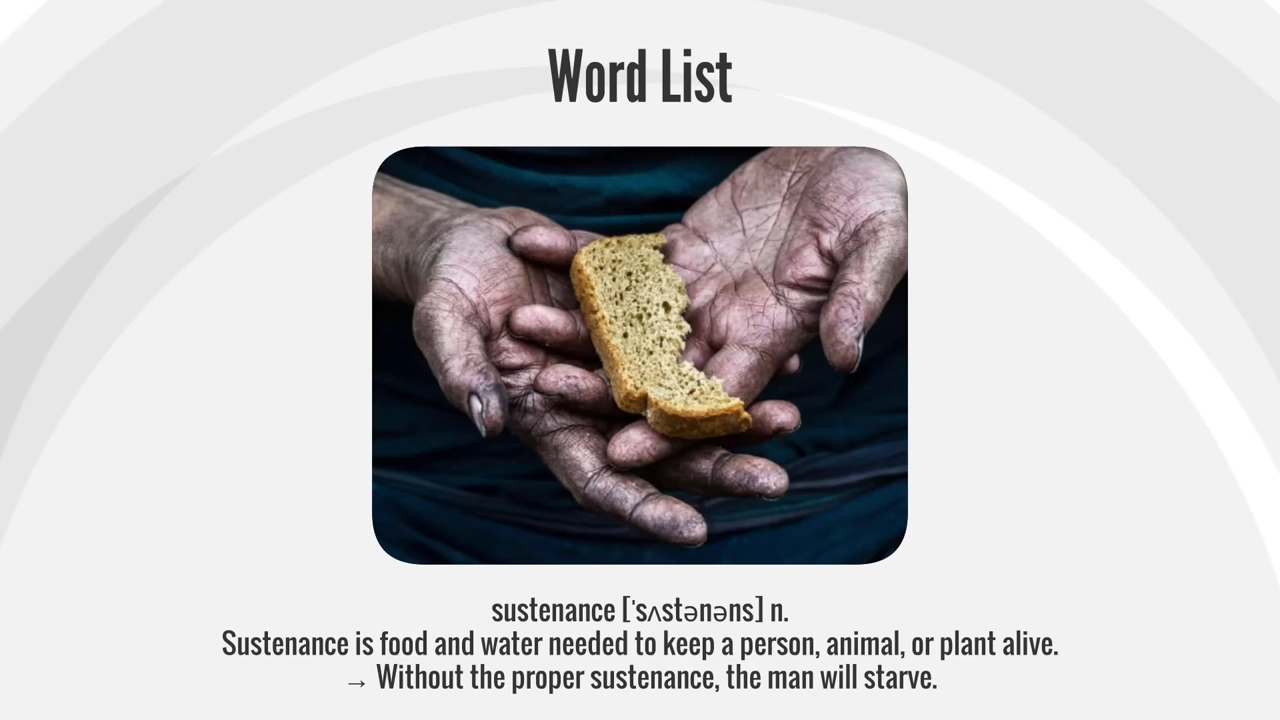 Word List
sustenance [ˈsʌstənəns] n.
Sustenance is food and water needed to keep a person, animal, or plant alive.
→ Without the proper sustenance, the man will starve.